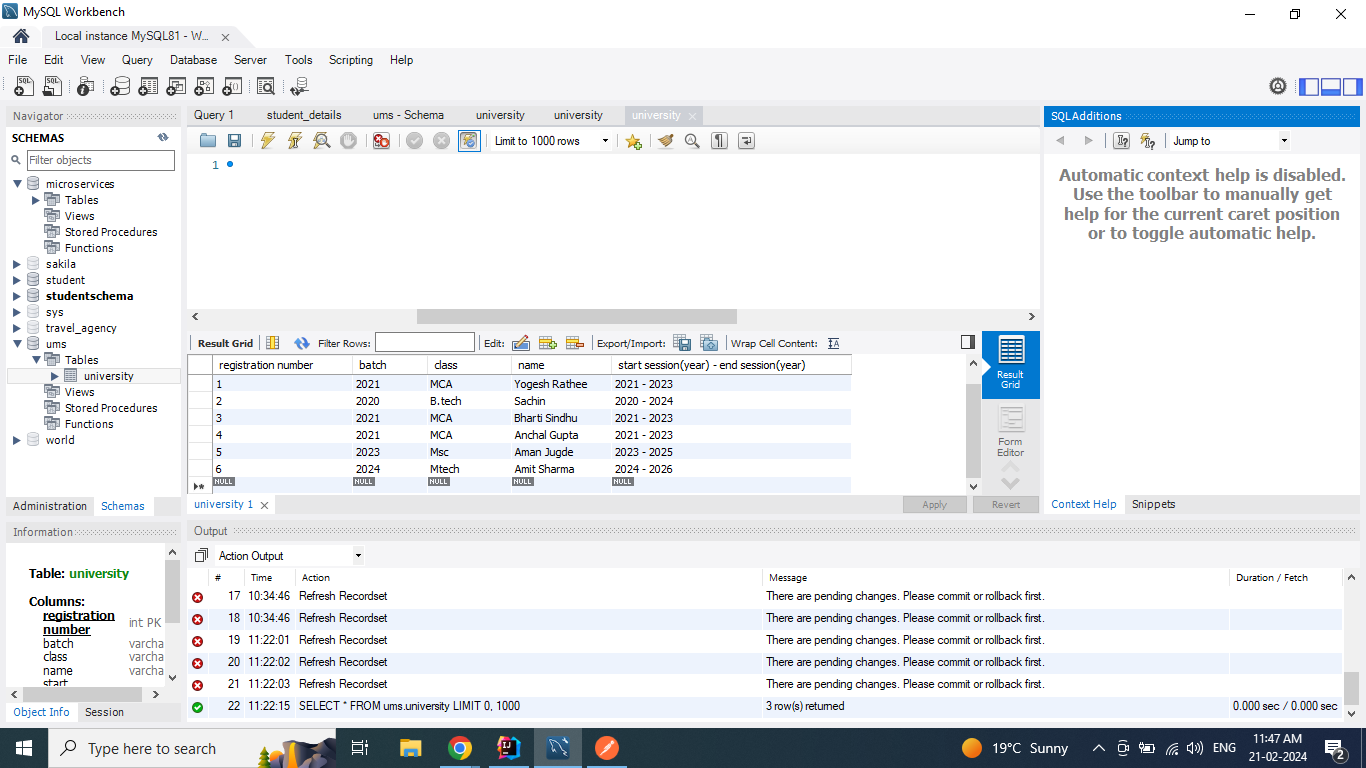 MySQL Workbench
Local instance MySQL81 - W...
File Edit View Query Database Server Tools Scripting Help
Navigator
SCHEMAS
Filter objects
microservices
Tables
Views
Stored Procedures
Functions
sakila
student
studentschema
sys
travel_agency
ums
Tables
university
Views
Stored Procedures
Functions
world
Administration Schemas
Information
Table: university
Columns:
registration number int PK
batch varcha
class varcha
name varcha
start
Object Info Session
Query 1 student_details ums - Schema university university university
Limit to 1000 rows
1
Result Grid Filter Rows: Edit: Export/Import: Wrap Cell Content:
registration number batch class name start session(year) - end session(year)
1 2021 MCA Yogesh Rathee 2021 - 2023
2 2020 B.tech Sachin 2020 - 2024
3 2021 MCA Bharti Sindhu 2021 - 2023
4 2021 MCA Anchal Gupta 2021 - 2023
5 2023 Msc Aman Jugde 2023 - 2025
6 2024 Mtech Amit Sharma 2024 - 2026
NULL NULL NULL NULL NULL
Result Grid
Form Editor
university 1 Apply Revert
SQLAdditions
Jump to
Automatic context help is disabled.
Use the toolbar to manually get
help for the current caret position
or to toggle automatic help.
Context Help Snippets
Output
Action Output
# Time Action Message Duration / Fetch
17 10:34:46 Refresh Recordset There are pending changes. Please commit or rollback first.
18 10:34:46 Refresh Recordset There are pending changes. Please commit or rollback first.
19 11:22:01 Refresh Recordset There are pending changes. Please commit or rollback first.
20 11:22:02 Refresh Recordset There are pending changes. Please commit or rollback first.
21 11:22:03 Refresh Recordset There are pending changes. Please commit or rollback first.
22 11:22:15 SELECT * FROM ums.university LIMIT 0, 1000 3 row(s) returned 0.000 sec / 0.000 sec
Type here to search
19°C Sunny
ENG
11:47 AM
21-02-2024
2